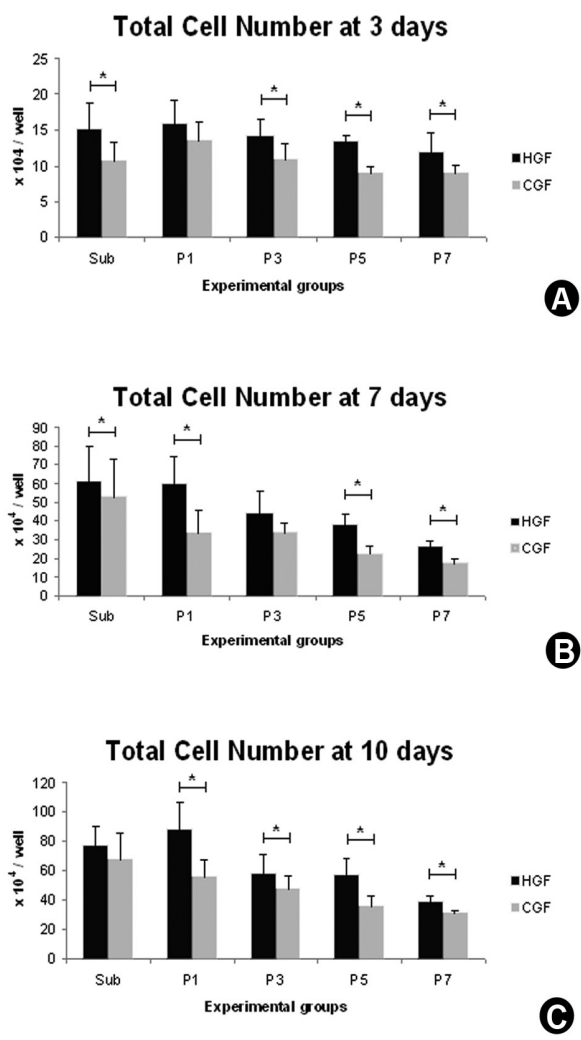 Total Cell Number at 3 days
25
20
15
10
5
0
x 104 / well
* * * *
Sub P1 P3 P5 P7
Experimental groups
HGF
CGF
A
Total Cell Number at 7 days
90
80
70
60
50
40
30
20
10
0
x 10⁴ / well
* * * *
Sub P1 P3 P5 P7
Experimental groups
HGF
CGF
B
Total Cell Number at 10 days
120
100
80
60
40
20
0
x 10⁴ / well
* * * *
Sub P1 P3 P5 P7
Experimental groups
HGF
CGF
C